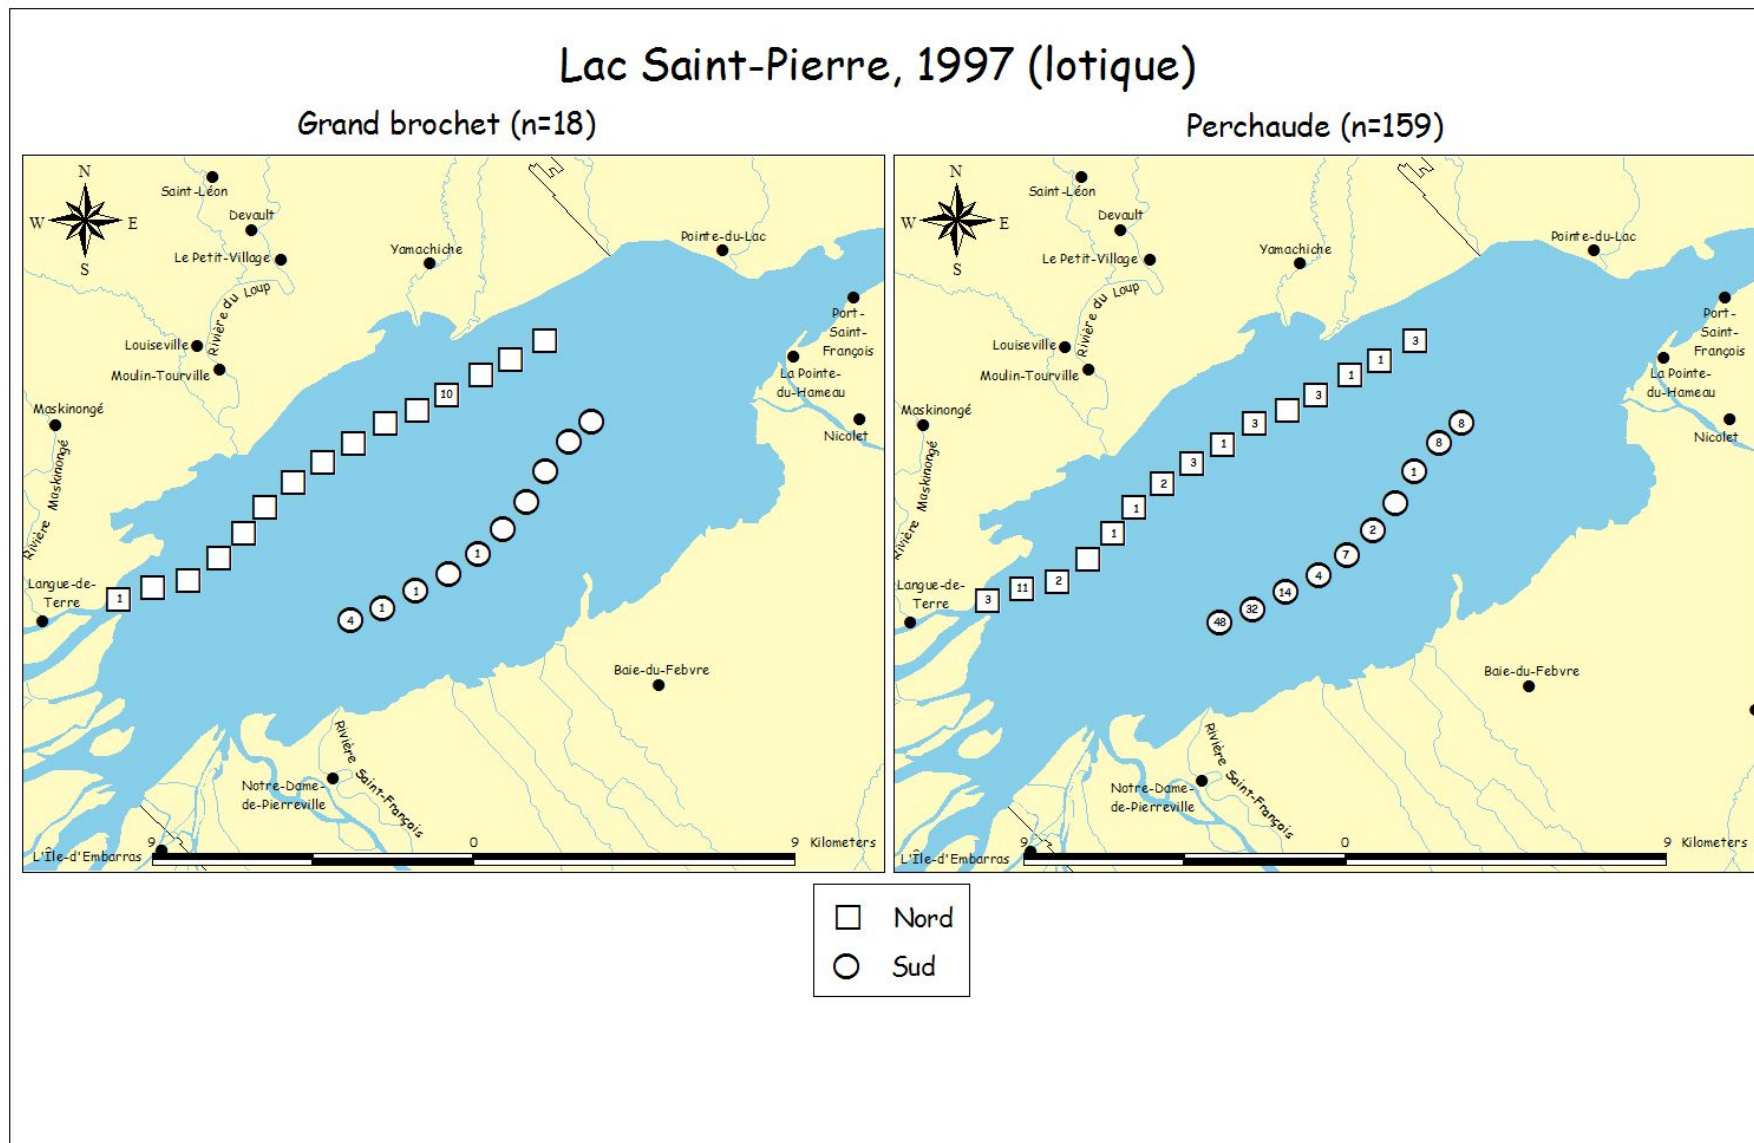 Lac Saint-Pierre, 1997 (lotique)
Grand brochet (n=18)
Perchaude (n=159)
N
W
E
S
Saint-Léon
Devault
Le Petit-Village
Rivière du Loup
Yamachiche
Pointe-du-Lac
Port-
Saint-
François
La Pointe-
du-Hameau
Nicolet
Louiseville
Moulin-Tourville
Maskinongé
Rivière Maskinongé
Langue-de-
Terre
10
1
1
1
1
4
Baie-du-Febvre
Rivière Saint-François
Notre-Dame-
de-Pierreville
L'Île-d'Embarras
9
0
9
Kilometers
N
W
E
S
Saint-Léon
Devault
Le Petit-Village
Rivière du Loup
Yamachiche
Pointe-du-Lac
Port-
Saint-
François
La Pointe-
du-Hameau
Nicolet
Louiseville
Moulin-Tourville
Maskinongé
Rivière Maskinongé
Langue-de-
Terre
3
1
1
3
3
1
3
2
1
1
2
11
3
8
8
1
2
7
4
14
32
48
Baie-du-Febvre
Rivière Saint-François
Notre-Dame-
de-Pierreville
L'Île-d'Embarras
9
0
9
Kilometers
Nord
Sud